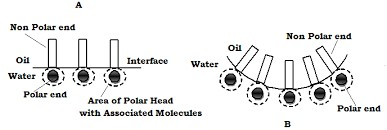 A
Non Polar end
Oil
Interface
Water
Polar end
Area of Polar Head
with Associated Molecules
Non Polar end
Oil
Water
Polar end
B